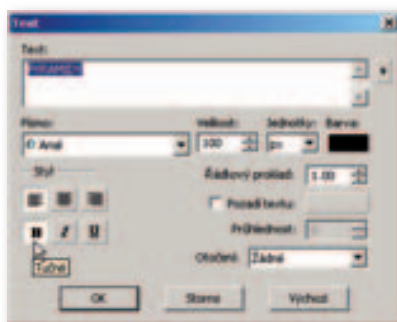 Text
Text:
Písmo: Velikost: Jednotky: Barva:
Arial 100 px
Styl
Řádkový proklad: 1.00
Pozadí textu:
Průhlednost:
B I U
Tučné
Otočení: Žádné
OK Storno Výchozí